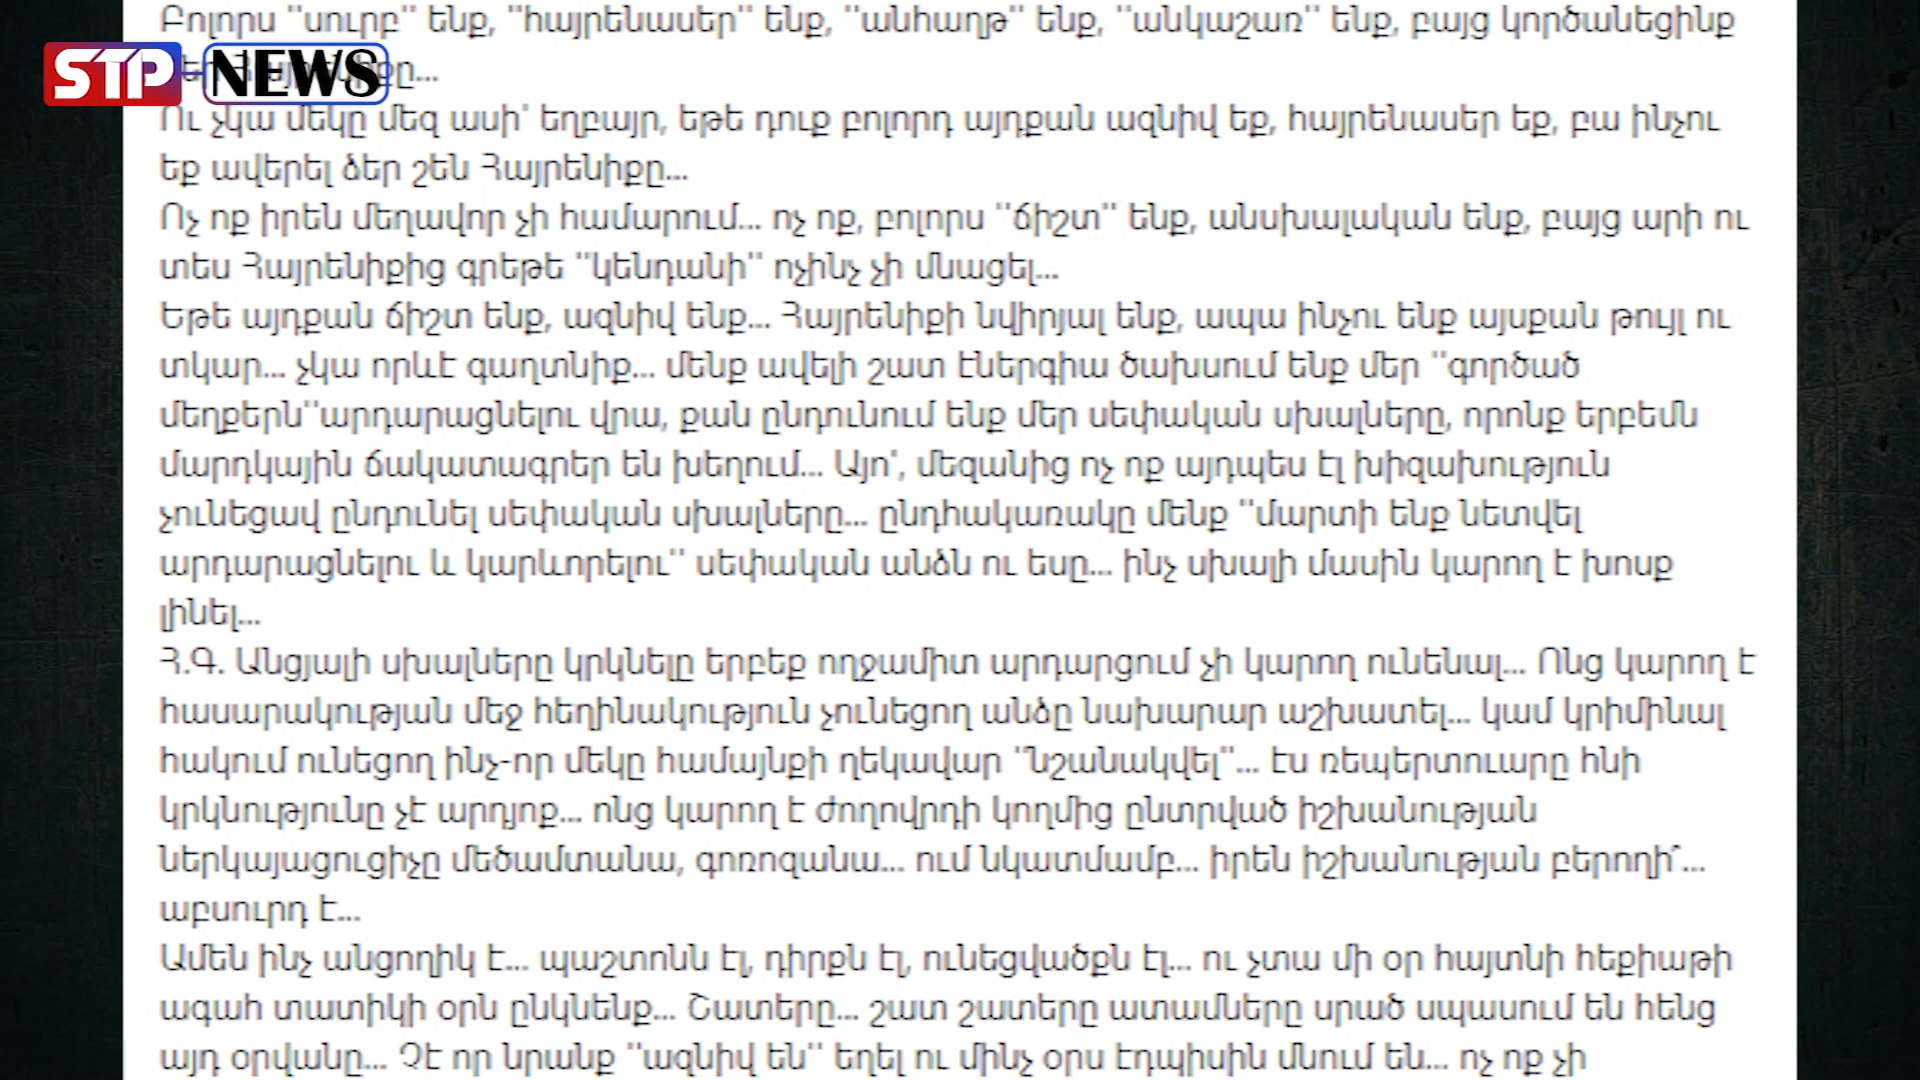 Բոլորս ''սուրբ'' ենք, ''հայրենասեր'' ենք, ''անհաղթ'' ենք, ''անկաշառ'' ենք, բայց կործանեցինք
STP NEWS
Ու չկա մեկը մեզ ասի' եղբայր, եթե դուք բոլորդ այդքան ազնիվ եք, հայրենասեր եք, բա ինչու
եք ավերել ձեր շեն Հայրենիքը...
Ոչ ոք իրեն մեղավոր չի համարում... ոչ ոք, բոլորս ''ճիշտ'' ենք, անսխալական ենք, բայց արի ու
տես Հայրենիքից գրեթե ''կենդանի'' ոչինչ չի մնացել...
Եթե այդքան ճիշտ ենք, ազնիվ ենք... Հայրենիքի նվիրյալ ենք, ապա ինչու ենք այսքան թույլ ու
տկար... չկա որևէ գաղտնիք... մենք ավելի շատ էներգիա ծախսում ենք մեր ''գործած
մեղքերն''արդարացնելու վրա, քան ընդունում ենք մեր սեփական սխալները, որոնք երբեմն
մարդկային ճակատագրեր են խեղում... Այո', մեզանից ոչ ոք այդպես էլ խիզախություն
չունեցավ ընդունել սեփական սխալները... ընդհակառակը մենք ''մարտի ենք նետվել
արդարացնելու և կարևորելու'' սեփական անձն ու եսը... ինչ սխալի մասին կարող է խոսք
լինել...
Հ.Գ. Անցյալի սխալները կրկնելը երբեք ողջամիտ արդարցում չի կարող ունենալ... Ոնց կարող է
հասարակության մեջ հեղինակություն չունեցող անձը նախարար աշխատել... կամ կրիմինալ
հակում ունեցող ինչ-որ մեկը համայնքի ղեկավար ''նշանակվել''... էս ռեպերտուարը հնի
կրկնությունը չէ արդյոք... ոնց կարող է ժողովրդի կողմից ընտրված իշխանության
ներկայացուցիչը մեծամտանա, գոռոզանա... ում նկատմամբ... իրեն իշխանության բերողի՞...
աբսուրդ է...
Ամեն ինչ անցողիկ է... պաշտոնն էլ, դիրքն էլ, ունեցվածքն էլ... ու չտա մի օր հայտնի հեքիաթի
ագահ տատիկի օրն ընկնենք... Շատերը... շատ շատերը ատամները սրած սպասում են հենց
այդ օրվանը... Չէ որ նրանք ''ազնիվ են'' եղել ու մինչ օրս էդպիսին մնում են... ոչ ոք չի